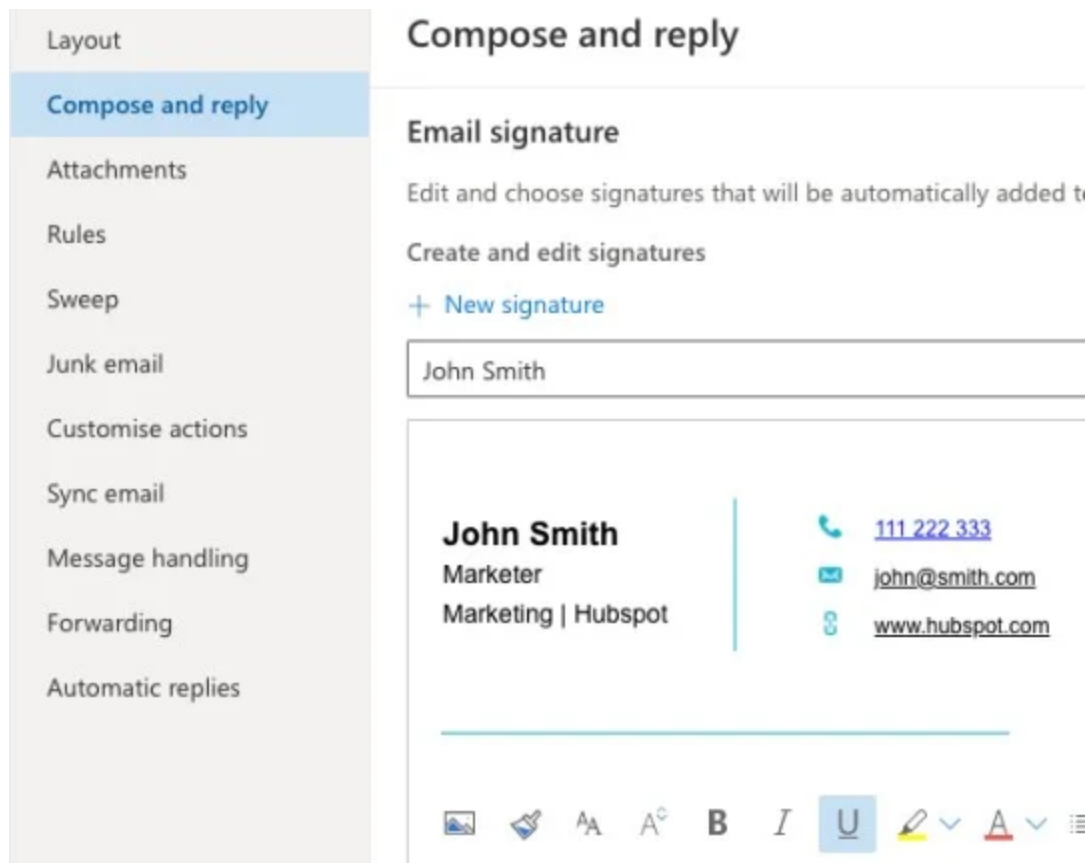 Layout
Compose and reply
Attachments
Rules
Sweep
Junk email
Customise actions
Sync email
Message handling
Forwarding
Automatic replies
Compose and reply
Email signature
Edit and choose signatures that will be automatically added
Create and edit signatures
+ New signature
John Smith
John Smith
Marketer
Marketing | Hubspot
111 222 333
john@smith.com
www.hubspot.com
B I U A